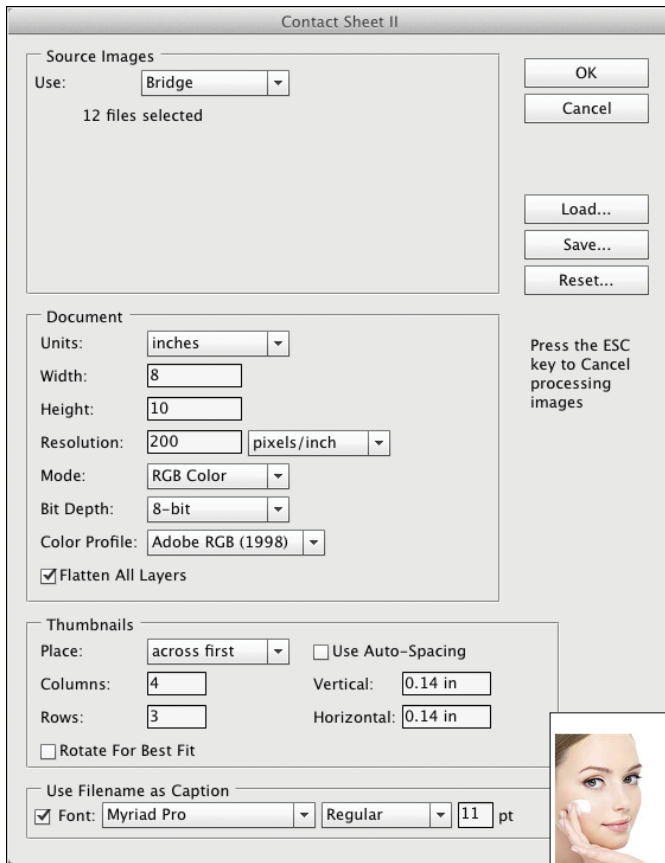 Contact Sheet II
Source Images
Use: Bridge
12 files selected
OK
Cancel
Load...
Save...
Reset...
Document
Units: inches
Width: 8
Height: 10
Resolution: 200 pixels/inch
Mode: RGB Color
Bit Depth: 8-bit
Color Profile: Adobe RGB (1998)
Flatten All Layers
Press the ESC
key to Cancel
processing
images
Thumbnails
Place: across first
Use Auto-Spacing
Columns: 4
Vertical: 0.14 in
Rows: 3
Horizontal: 0.14 in
Rotate For Best Fit
Use Filename as Caption
Font: Myriad Pro Regular 11 pt